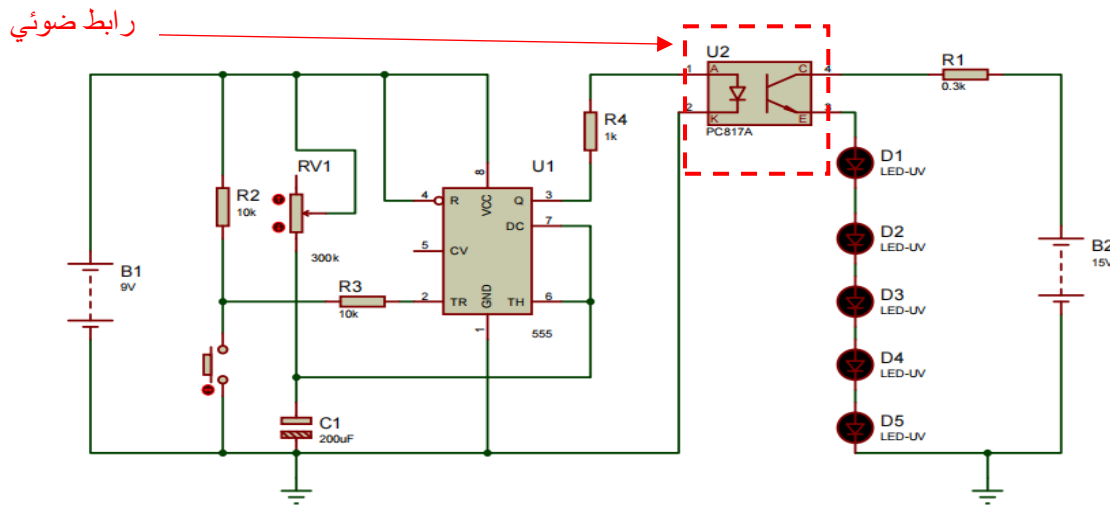 رابط ضوئي
U2
1 A C 4
2 K E 3
PC817A
R1
0.3k
R4
1k
RV1
300k
U1
8
4 R VCC Q 3
DC 7
5 CV
2 TR GND TH 6
1
555
R2
10k
R3
10k
B1
9V
C1
200uF
D1
LED-UV
D2
LED-UV
D3
LED-UV
D4
LED-UV
D5
LED-UV
B2
15V